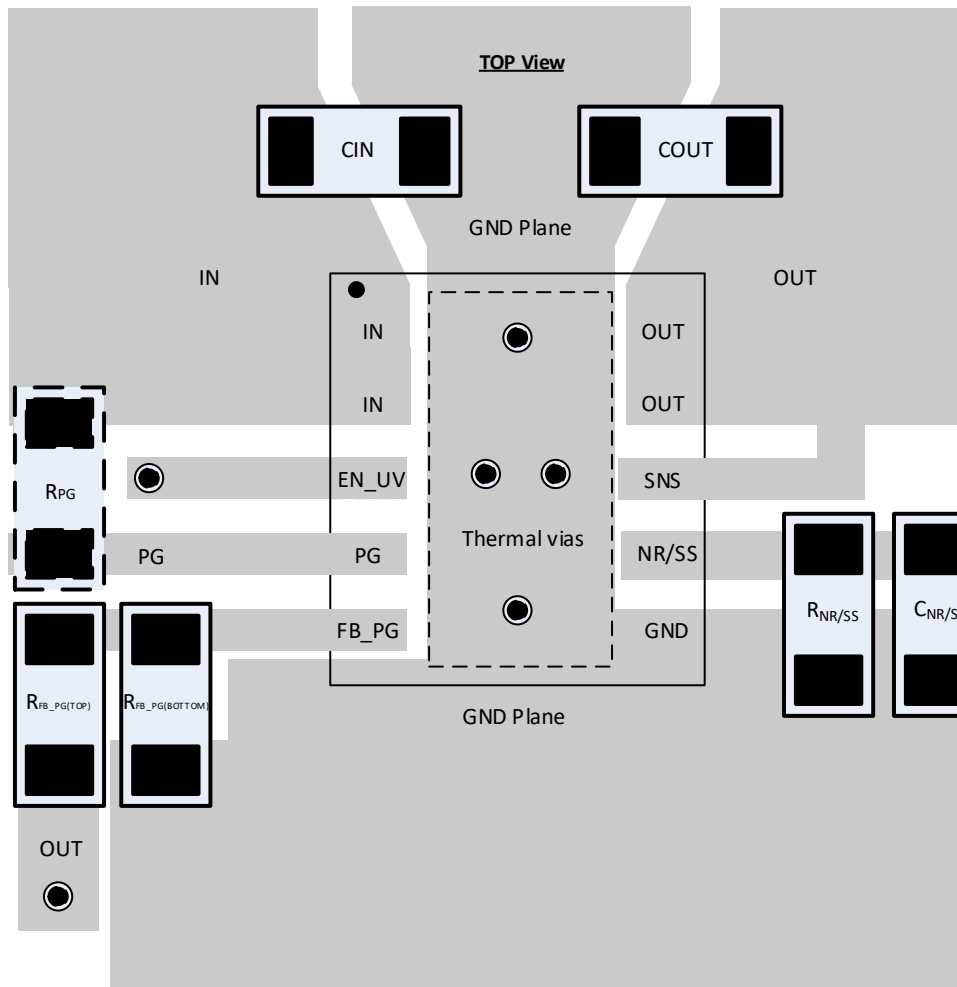 TOP View
CIN
COUT
GND Plane
IN
OUT
IN
OUT
IN
OUT
RPG
EN_UV
SNS
PG
PG
Thermal vias
NR/SS
FB_PG
GND
RNR/SS
CNR/S
RFB_PG(TOP)
RFB_PG(BOTTOM)
GND Plane
OUT